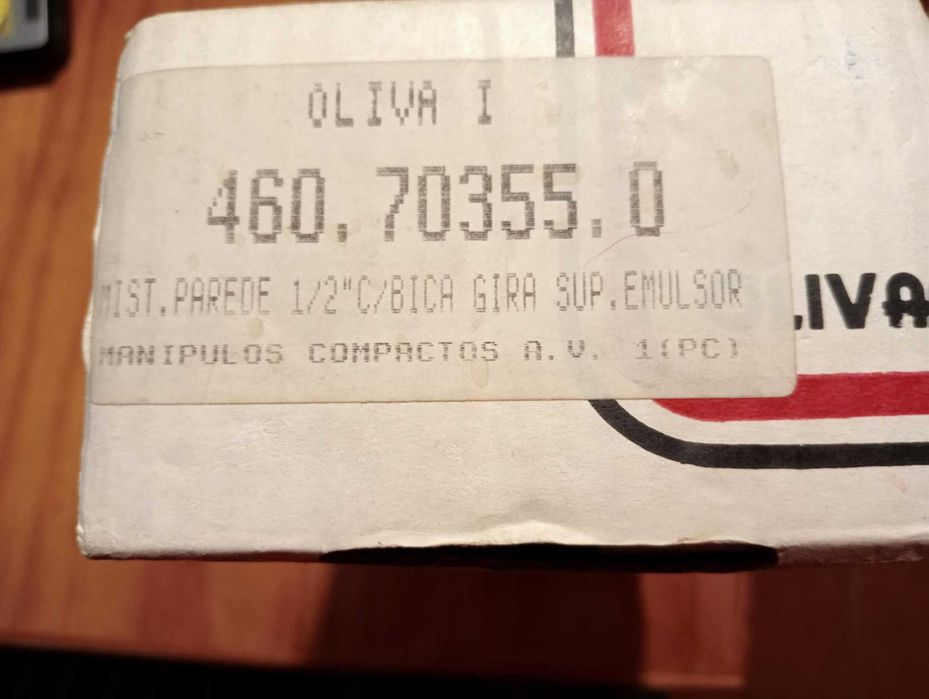 OLIVA I
460.70355.0
MIST.PAREDE 1/2"C/BICA GIRA SUP.EMULSOR
MANIPULOS COMPACTOS A.V. 1(PC)
LIVA